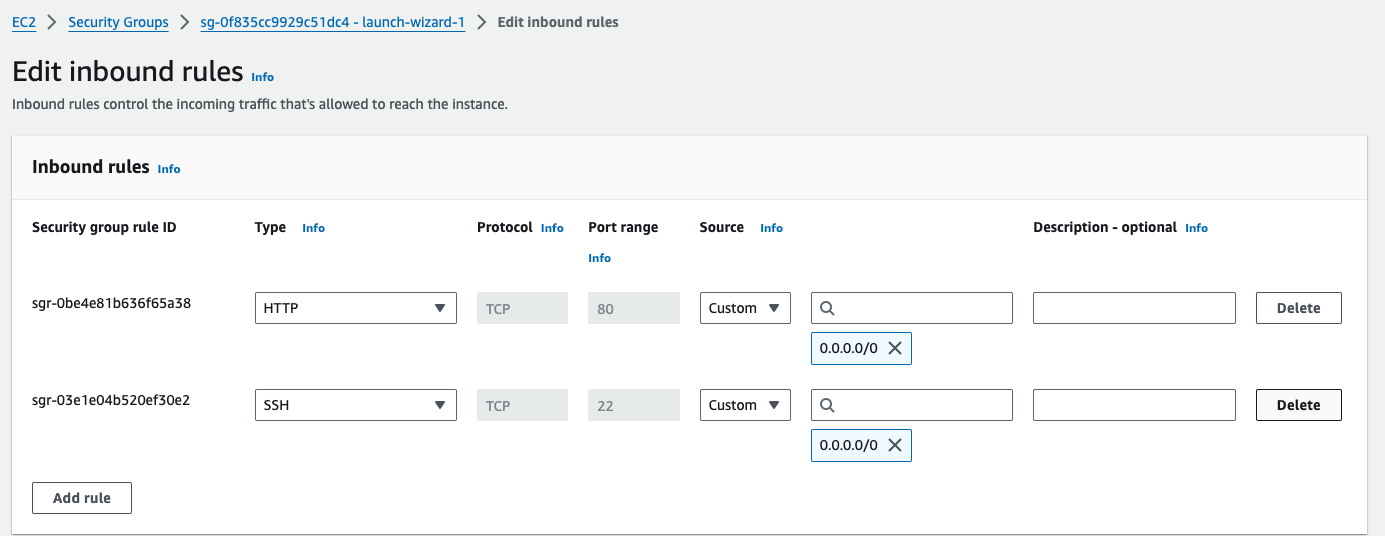 EC2 > Security Groups > sg-0f835cc9929c51dc4 - launch-wizard-1 > Edit inbound rules
Edit inbound rules Info
Inbound rules control the incoming traffic that's allowed to reach the instance.
Inbound rules Info
Security group rule ID Type Info Protocol Info Port range Source Info Description - optional Info
Info
sgr-0be4e81b636f65a38 HTTP TCP 80 Custom Delete
0.0.0.0/0
sgr-03e1e04b520ef30e2 SSH TCP 22 Custom Delete
0.0.0.0/0
Add rule